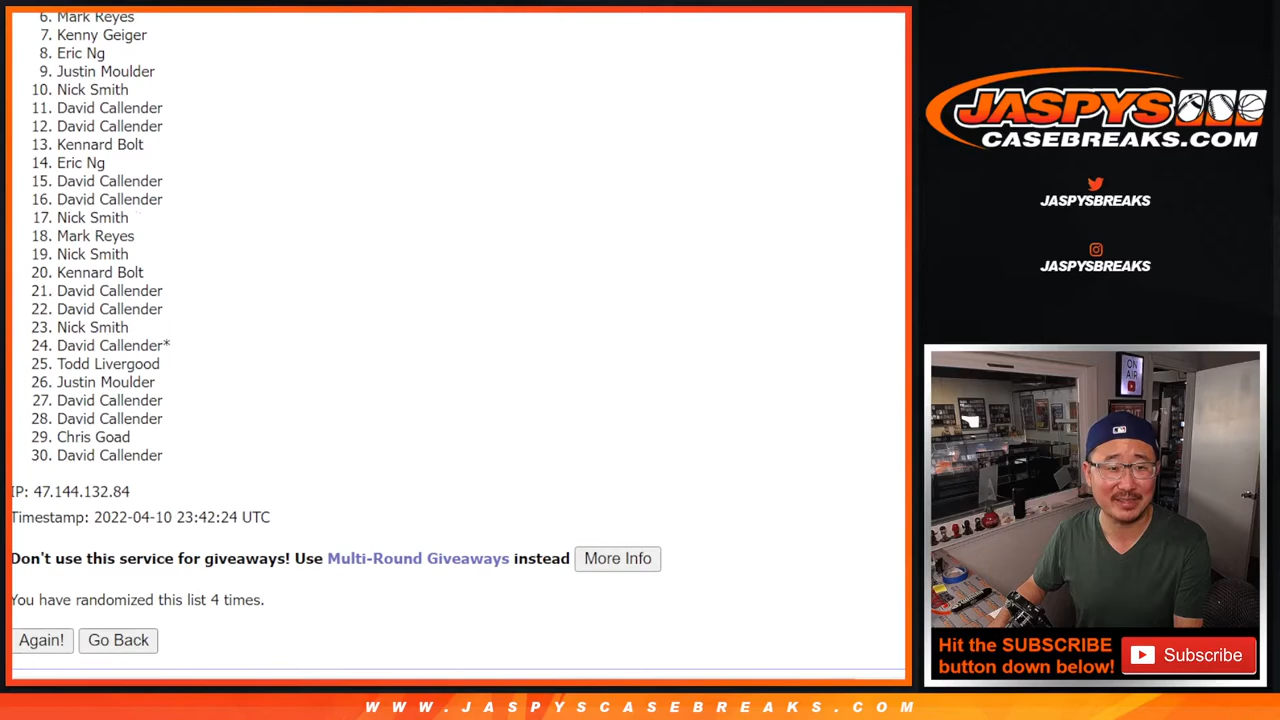 6. Mark Reyes
7. Kenny Geiger
8. Eric Ng
9. Justin Moulder
10. Nick Smith
11. David Callender
12. David Callender
13. Kennard Bolt
14. Eric Ng
15. David Callender
16. David Callender
17. Nick Smith
18. Mark Reyes
19. Nick Smith
20. Kennard Bolt
21. David Callender
22. David Callender
23. Nick Smith
24. David Callender*
25. Todd Livergood
26. Justin Moulder
27. David Callender
28. David Callender
29. Chris Goad
30. David Callender
IP: 47.144.132.84
Timestamp: 2022-04-10 23:42:24 UTC
Don't use this service for giveaways! Use Multi-Round Giveaways instead More Info
You have randomized this list 4 times.
Again! Go Back
JASPYS
CASEBREAKS.COM
JASPYSBREAKS
JASPYSBREAKS
ON
AIR
Hit the SUBSCRIBE
button down below!
Subscribe
WWW.JASPYSCASEBREAKS.COM